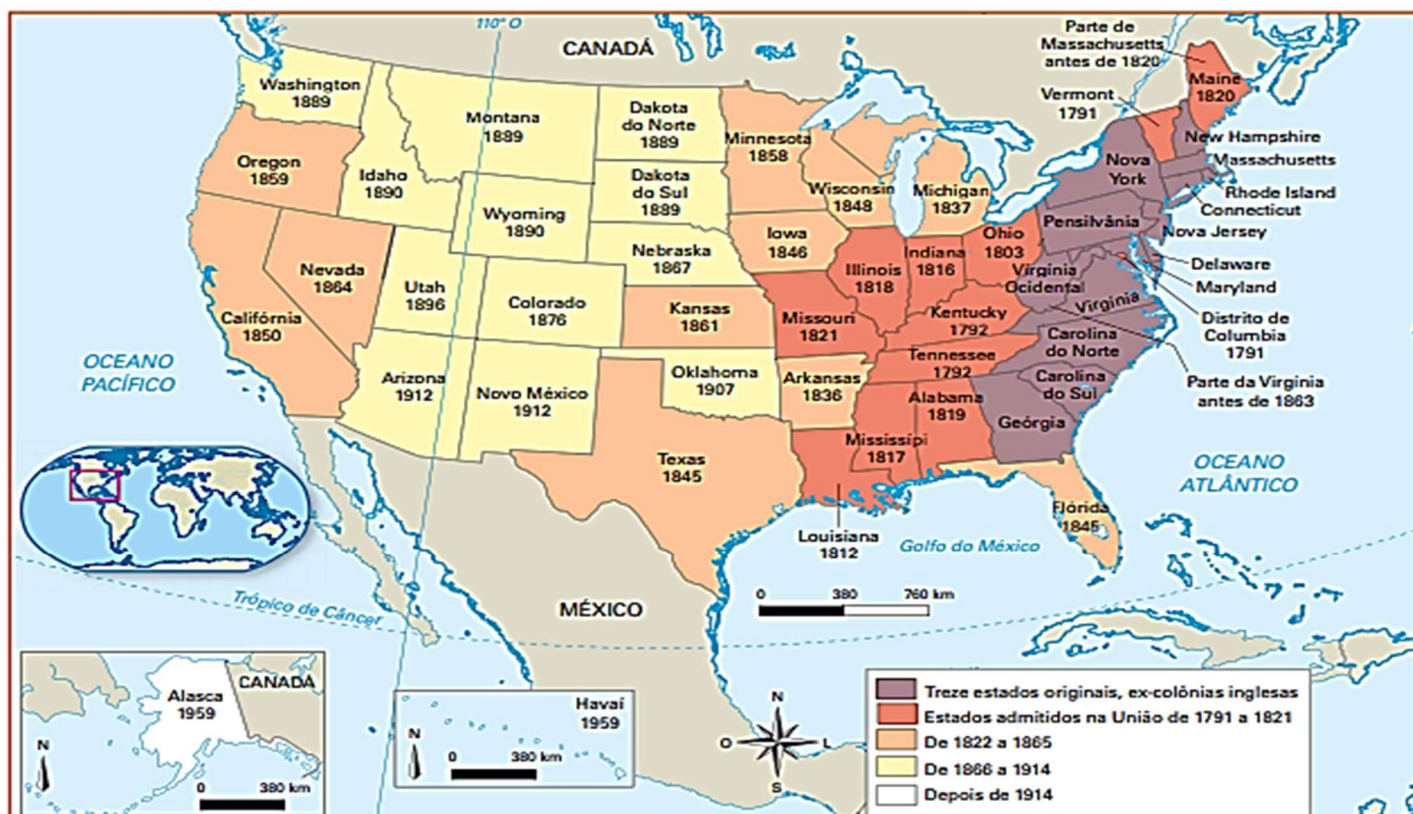 110° O
CANADÁ
Parte de
Massachusetts
antes de 1820
Maine
1820
Vermont
1791
Washington
1889
Montana
1889
Dakota
do Norte
1889
Minnesota
1858
New Hampshire
Massachusetts
Nova
York
Oregon
1859
Idaho
1890
Dakota
do Sul
1889
Wisconsin
1848
Michigan
1837
Rhode Island
Connecticut
Wyoming
1890
Pensilvânia
Nova Jersey
Iowa
1846
Ohio
1803
Nebraska
1867
Illinois
1818
Indiana
1816
Delaware
Maryland
Nevada
1864
Utah
1896
Colorado
1876
Virginia
Ocidental
Virginia
Distrito de
Columbia
1791
Califórnia
1850
Kansas
1861
Missouri
1821
Kentucky
1792
OCEANO
PACÍFICO
Carolina
do Norte
Tennessee
1792
Arizona
1912
Novo México
1912
Oklahoma
1907
Arkansas
1836
Carolina
do Sul
Parte da Virginia
antes de 1863
Alabama
1819
Geórgia
Mississipi
1817
Texas
1845
OCEANO
ATLÂNTICO
Flórida
1845
Louisiana
1812
Golfo do México
0 380 760 km
Trópico de Câncer
MÉXICO
Alasca
1959
CANADÁ
N
0 380 km
Havaí
1959
N
0 380 km
N
O L
S
Treze estados originais, ex-colônias inglesas
Estados admitidos na União de 1791 a 1821
De 1822 a 1865
De 1866 a 1914
Depois de 1914